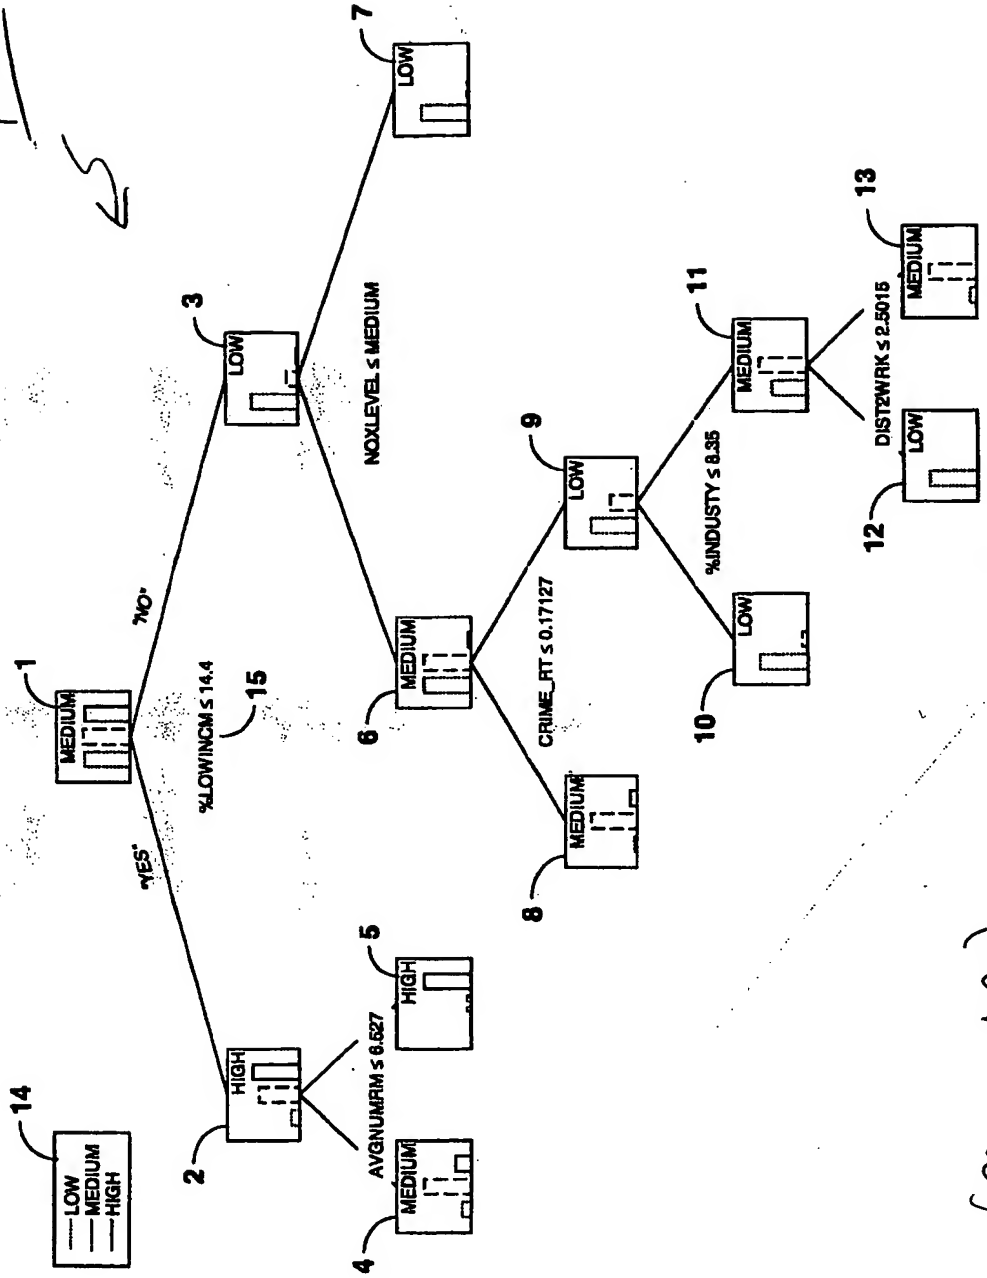 14
LOW
MEDIUM
HIGH
1
MEDIUM
"YES"
"NO"
%LOWINCM ≤ 14.4
15
2
HIGH
3
LOW
AVGNUMRM ≤ 6.527
NOXLEVEL ≤ MEDIUM
4
MEDIUM
5
HIGH
6
MEDIUM
7
LOW
CRIME_RT ≤ 0.17127
8
MEDIUM
9
LOW
%INDUSTY ≤ 8.35
10
LOW
11
MEDIUM
DIST2WRK ≤ 2.5015
12
LOW
13
MEDIUM